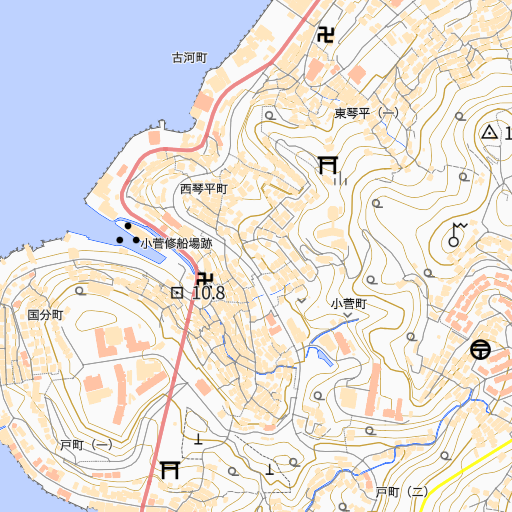 古河町
東琴平（一）
1
西琴平町
小菅修船場跡
10.8
小菅町
国分町
戸町（一）
戸町（二）